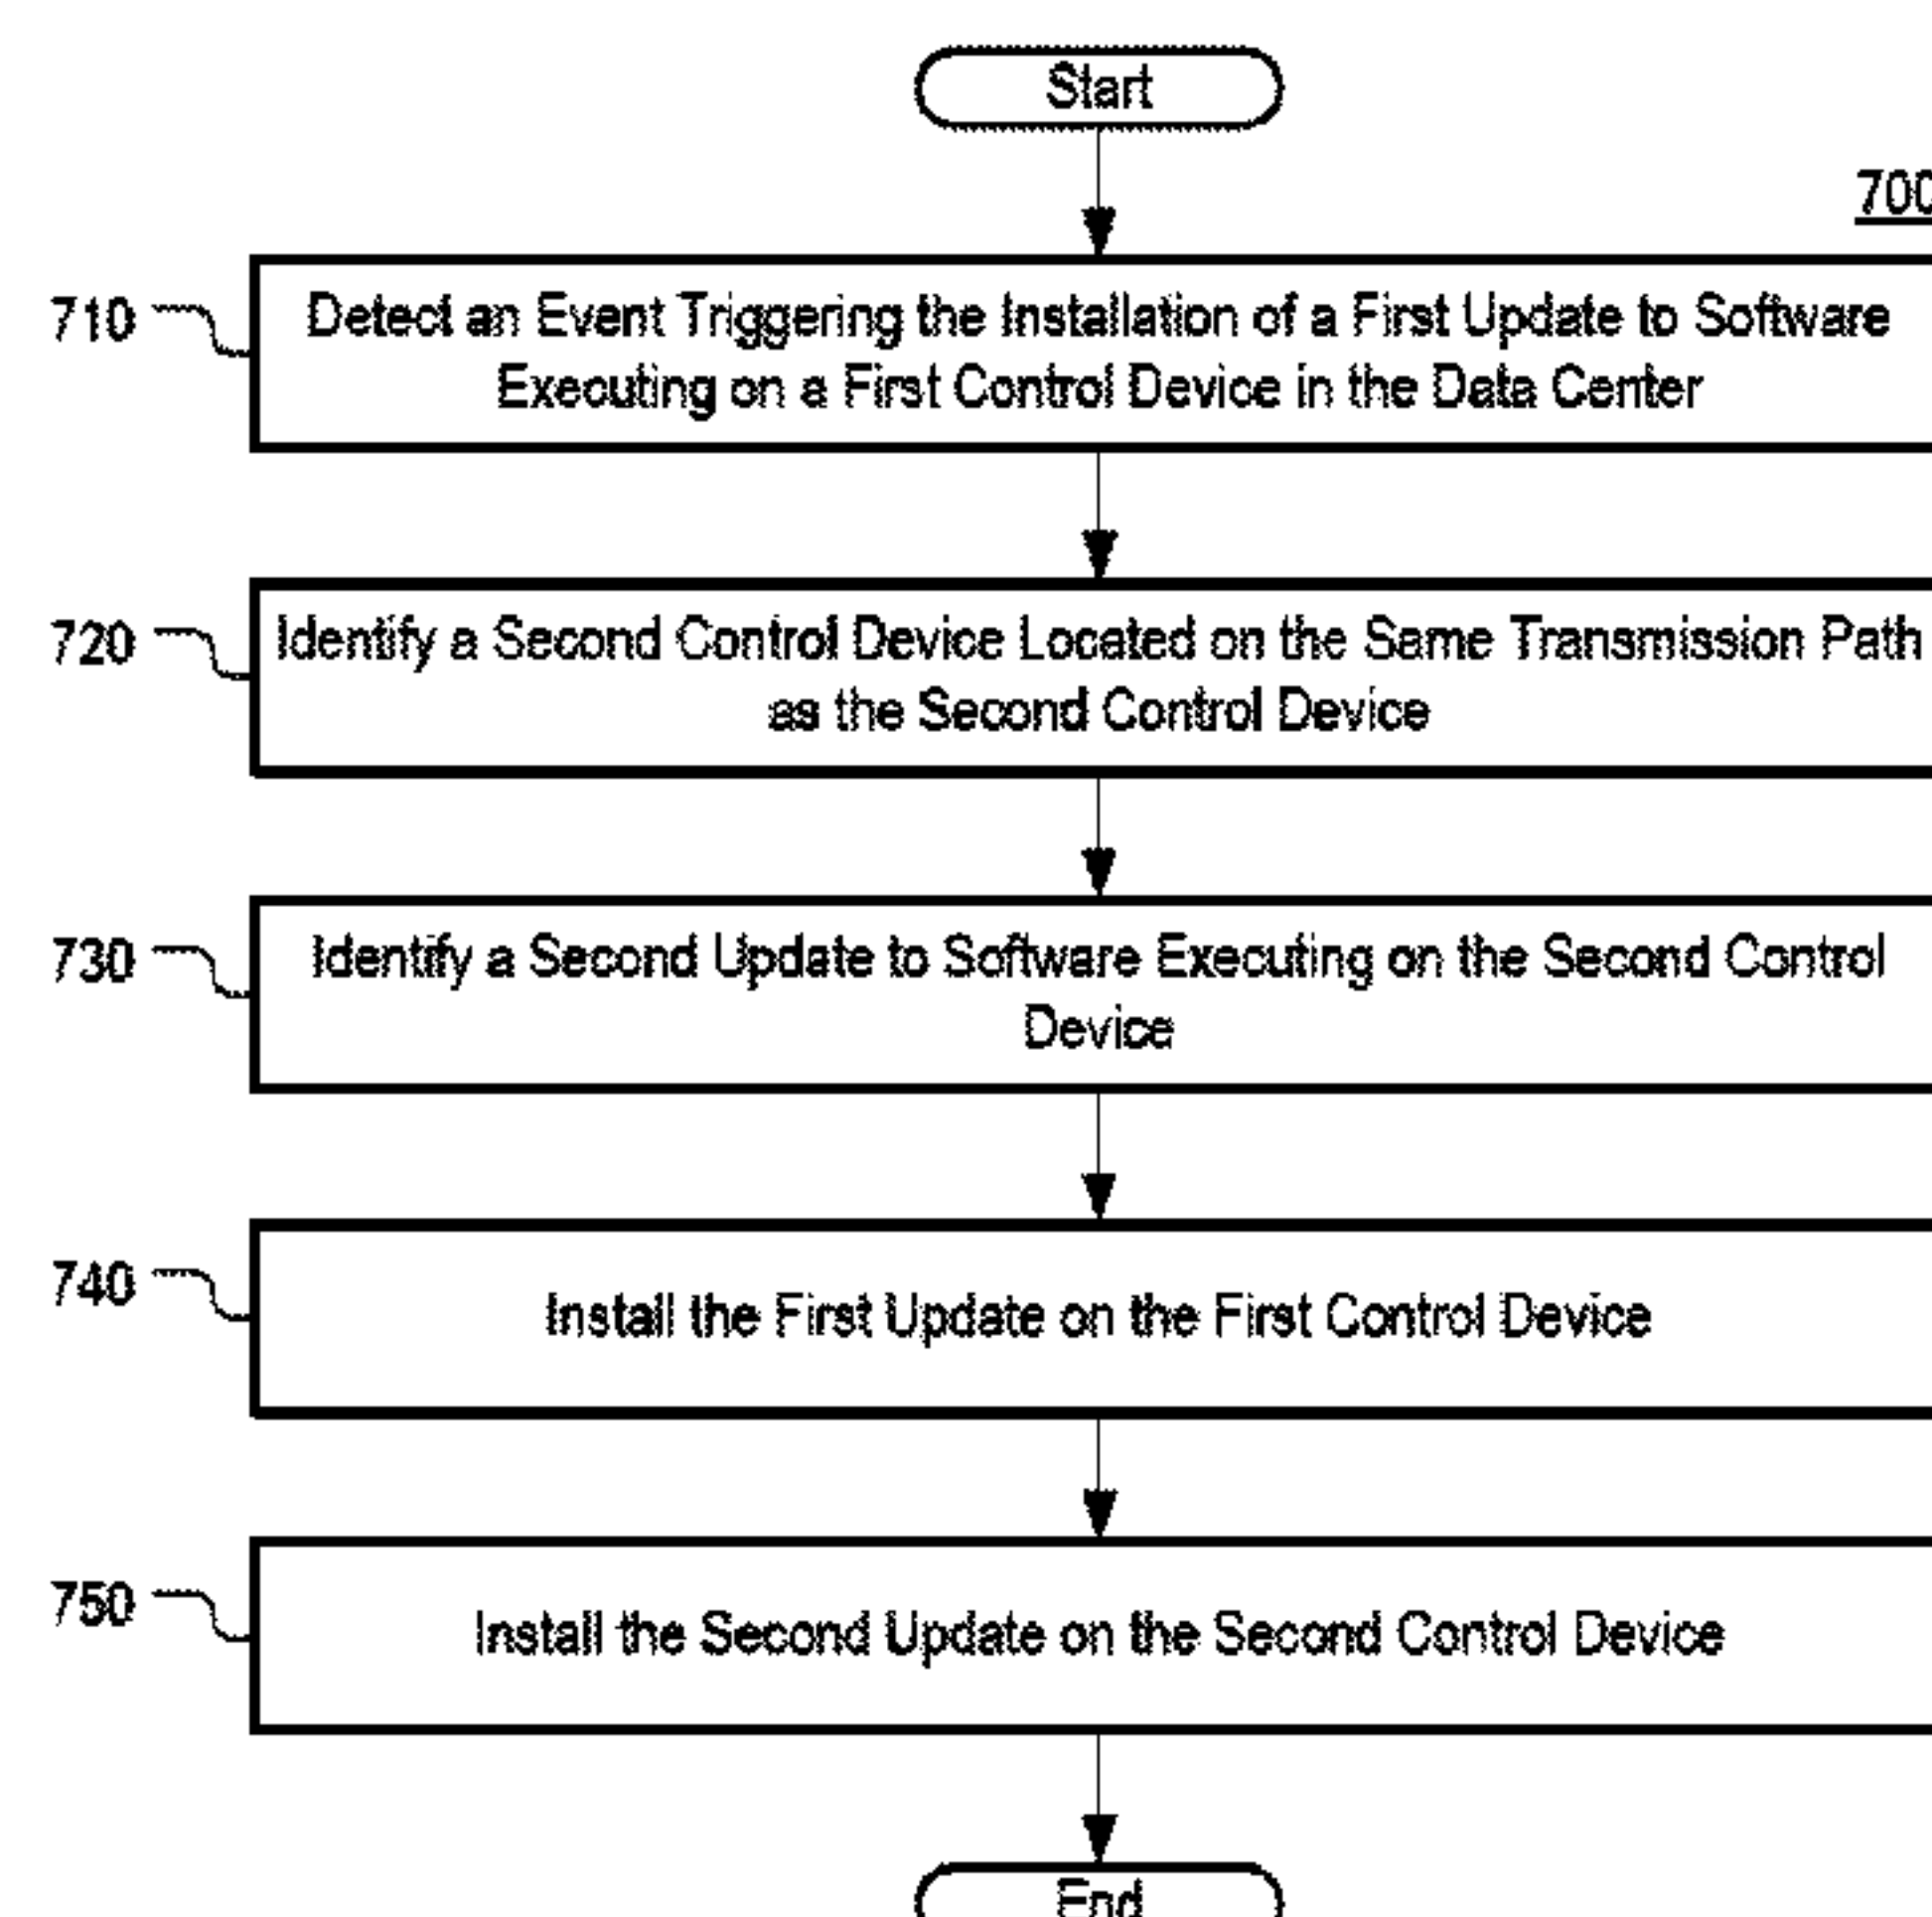 Start
700
710
Detect an Event Triggering the Installation of a First Update to Software
Executing on a First Control Device in the Data Center
720
Identify a Second Control Device Located on the Same Transmission Path
as the Second Control Device
730
Identify a Second Update to Software Executing on the Second Control
Device
740
Install the First Update on the First Control Device
750
Install the Second Update on the Second Control Device
End